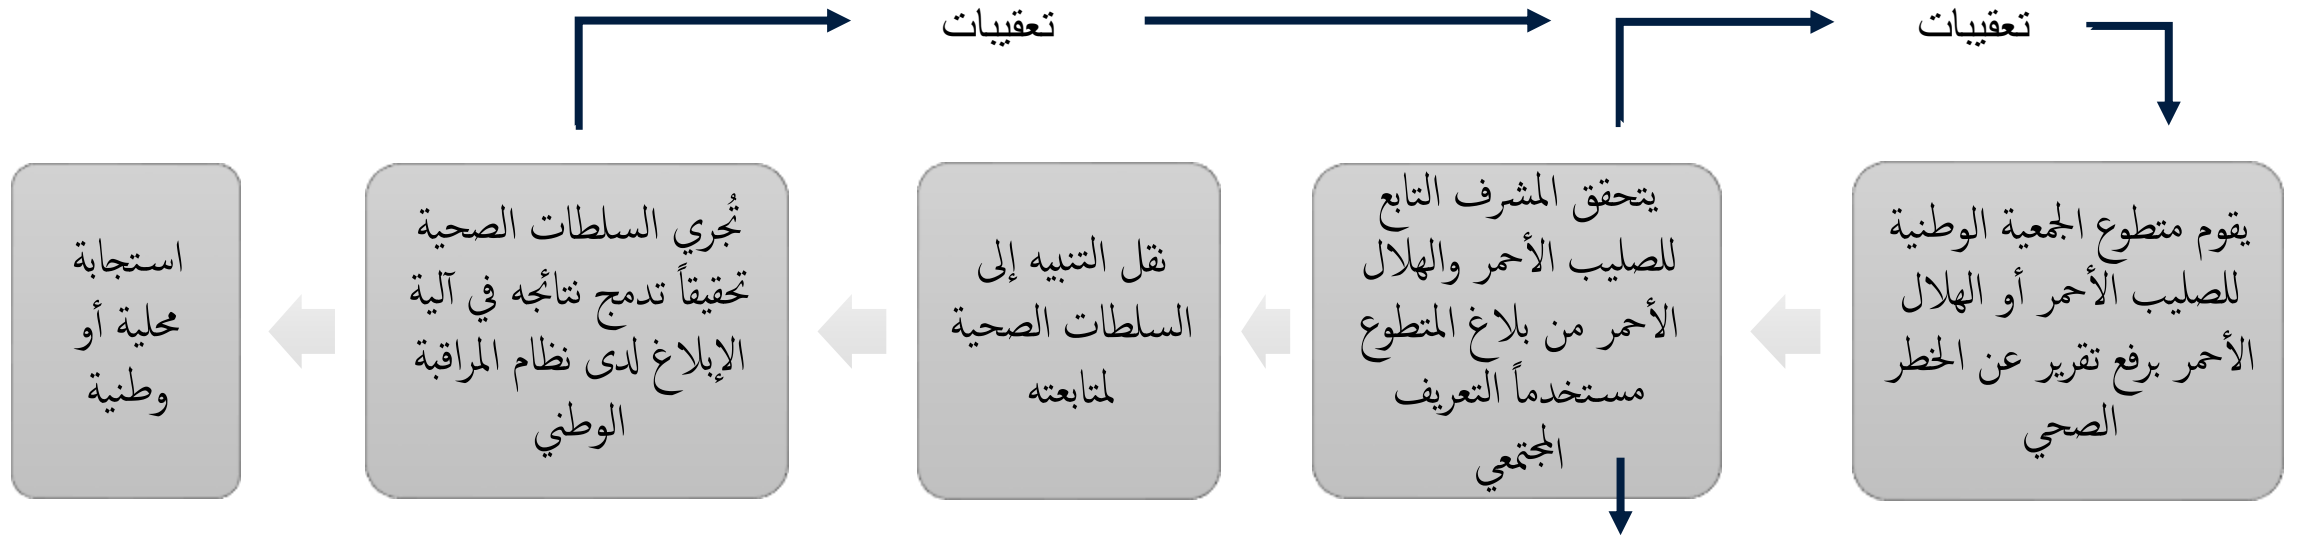 تعقيبات
تعقيبات
يقوم متطوع الجمعية الوطنية
للصليب الأحمر أو الهلال
الأحمر برفع تقرير عن الخطر
الصحي
يتحقق المشرف التابع
للصليب الأحمر والهلال
الأحمر من بلاغ المتطوع
مستخدماً التعريف
المجتمعي
نقل التنبيه إلى
السلطات الصحية
لمتابعته
تُجري السلطات الصحية
تحقيقاً تدمج نتائجه في آلية
الإبلاغ لدى نظام المراقبة
الوطني
استجابة
محلية أو
وطنية